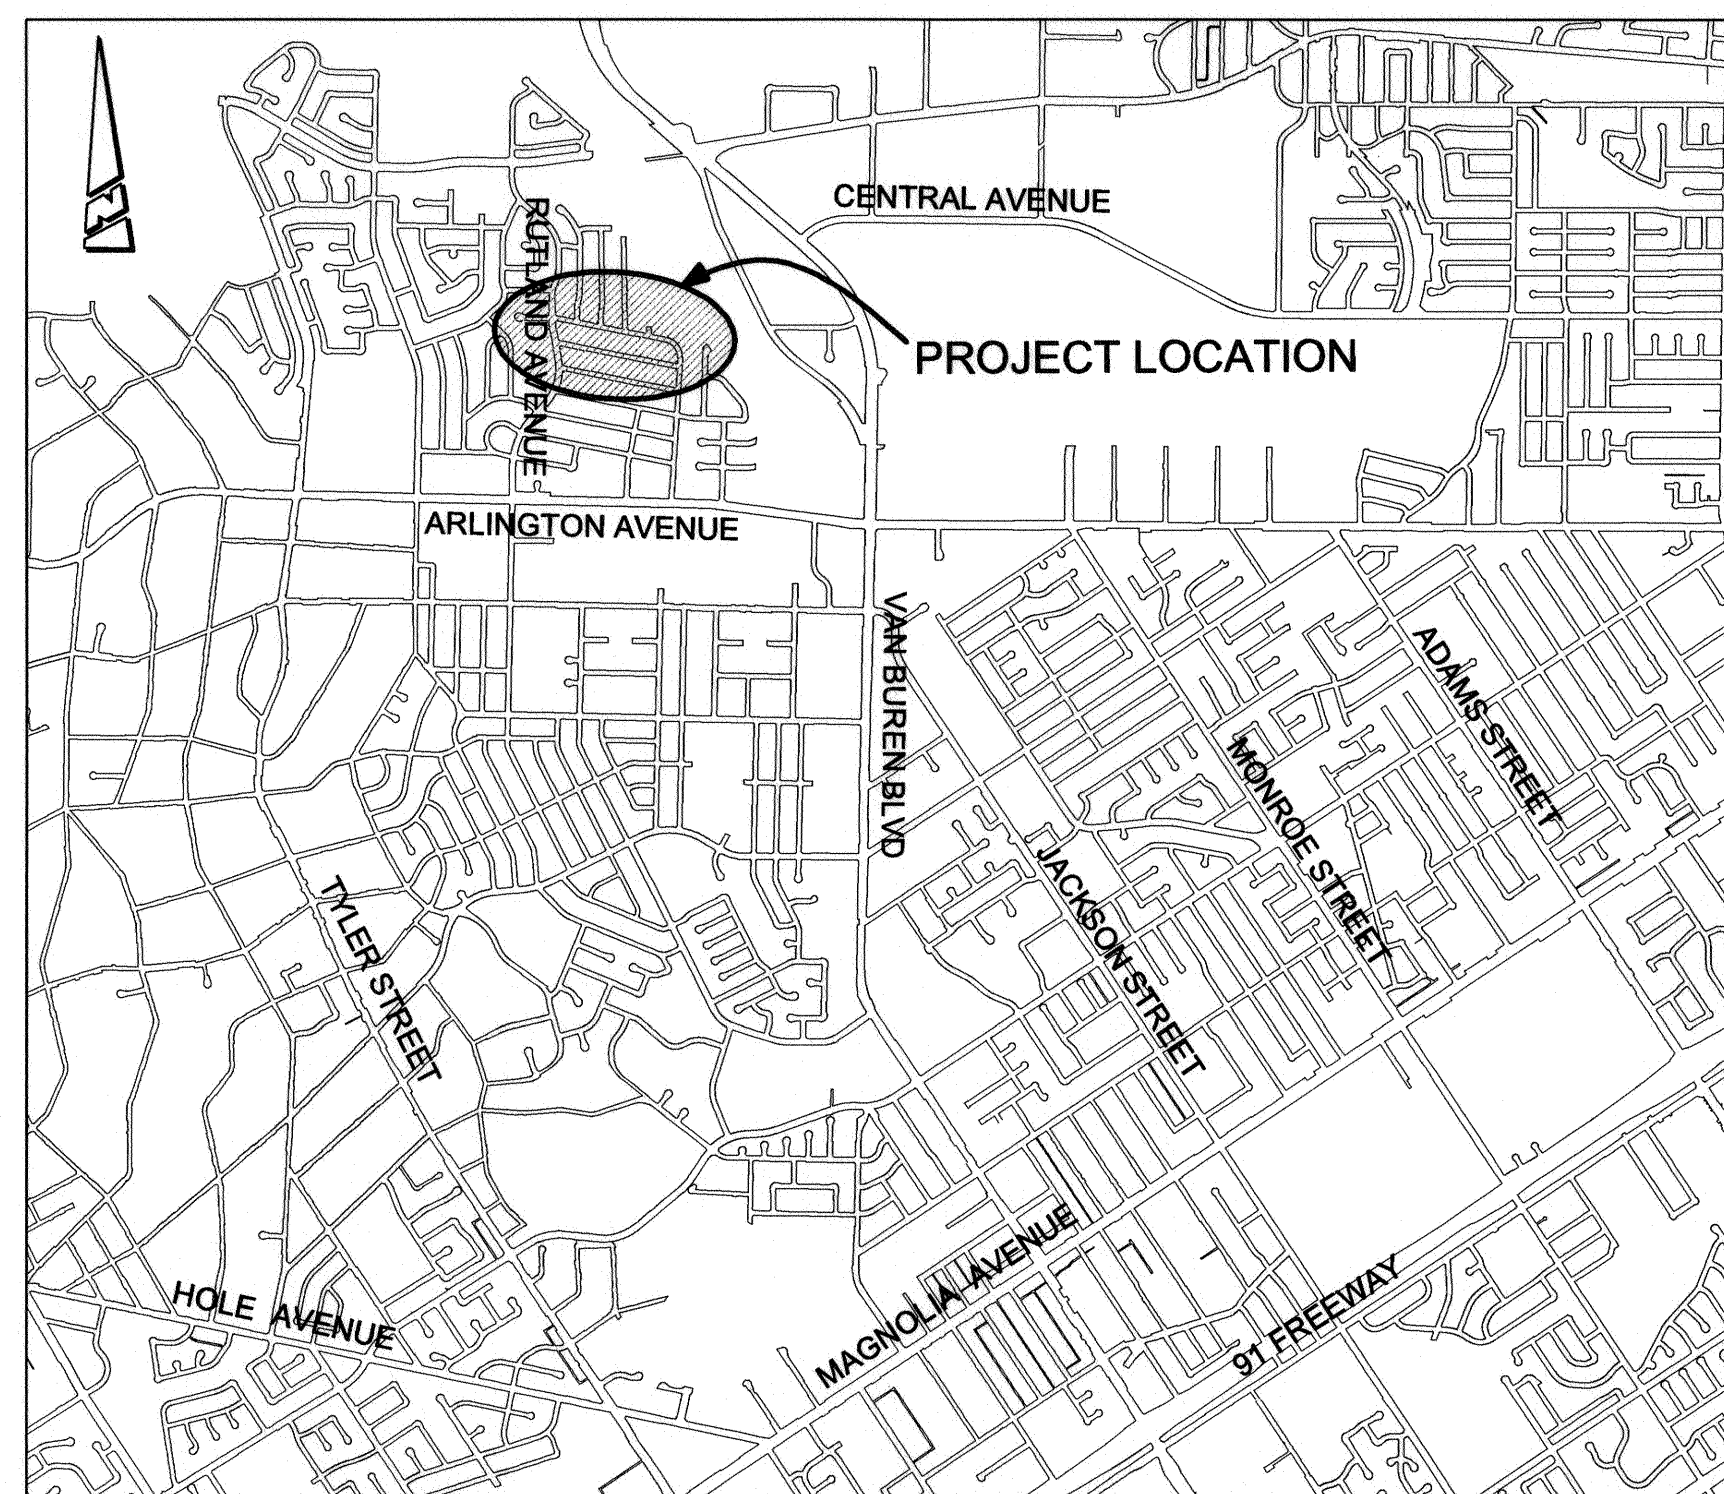 N
CENTRAL AVENUE
RUTLAND AVENUE
PROJECT LOCATION
ARLINGTON AVENUE
VAN BUREN BLVD
ADAMS STREET
MONROE STREET
JACKSON STREET
TYLER STREET
HOLE AVENUE
MAGNOLIA AVENUE
91 FREEWAY